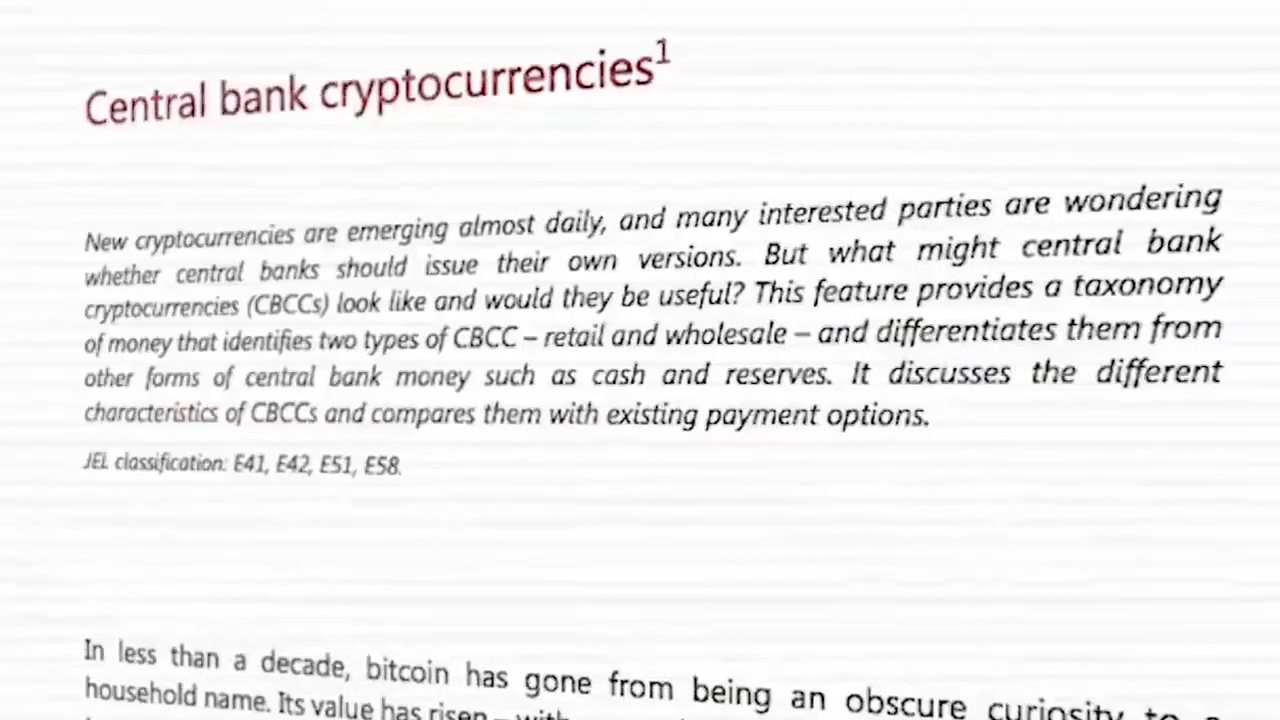 Central bank cryptocurrencies¹
New cryptocurrencies are emerging almost daily, and many interested parties are wondering
whether central banks should issue their own versions. But what might central bank
cryptocurrencies (CBCCs) look like and would they be useful? This feature provides a taxonomy
of money that identifies two types of CBCC – retail and wholesale – and differentiates them from
other forms of central bank money such as cash and reserves. It discusses the different
characteristics of CBCCs and compares them with existing payment options.
JEL classification: E41, E42, E51, E58.
In less than a decade, bitcoin has gone from being an obscure curiosity to a
household name. Its value has risen – with